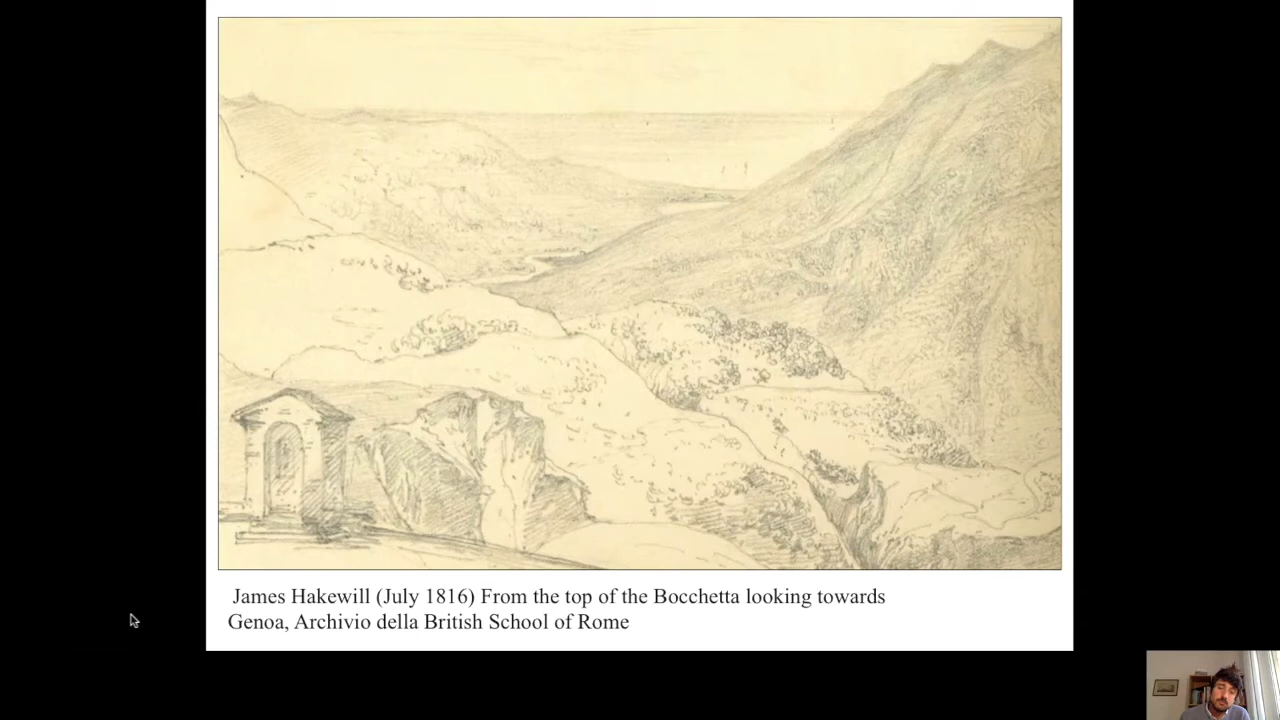 James Hakewill (July 1816) From the top of the Bocchetta looking towards
Genoa, Archivio della British School of Rome